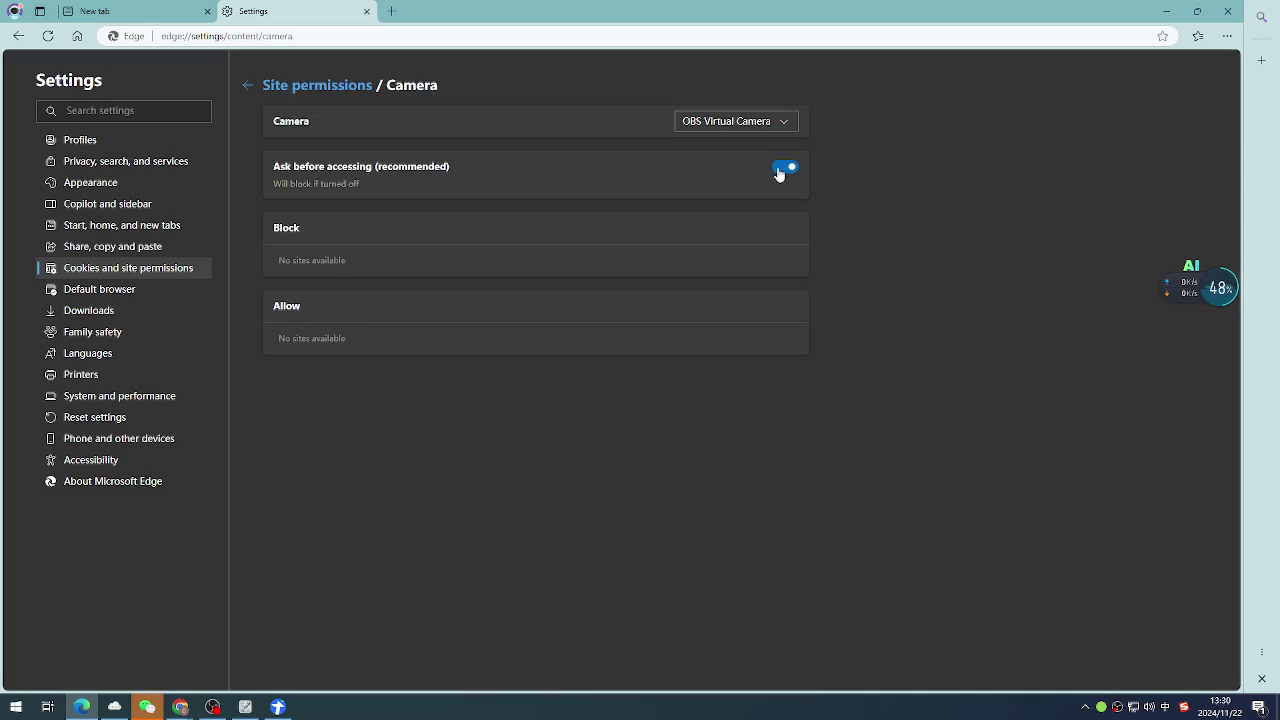 New tab
Settings
Edge
edge://settings/content/camera
Settings
Search settings
Profiles
Privacy, search, and services
Appearance
Copilot and sidebar
Start, home, and new tabs
Share, copy and paste
Cookies and site permissions
Default browser
Downloads
Family safety
Languages
Printers
System and performance
Reset settings
Phone and other devices
Accessibility
About Microsoft Edge
Site permissions / Camera
Camera
OBS Virtual Camera
Ask before accessing (recommended)
Will block if turned off
Block
No sites available
Allow
No sites available
AI
0K/s
0K/s
48%
中
13:30
2024/11/22